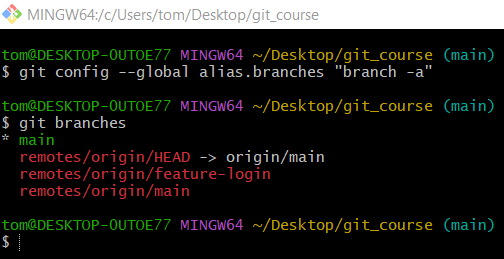 MINGW64:/c/Users/tom/Desktop/git_course
tom@DESKTOP-OUTOE77 MINGW64 ~/Desktop/git_course (main)
$ git config --global alias.branches "branch -a"
tom@DESKTOP-OUTOE77 MINGW64 ~/Desktop/git_course (main)
$ git branches
* main
  remotes/origin/HEAD -> origin/main
  remotes/origin/feature-login
  remotes/origin/main
tom@DESKTOP-OUTOE77 MINGW64 ~/Desktop/git_course (main)
$